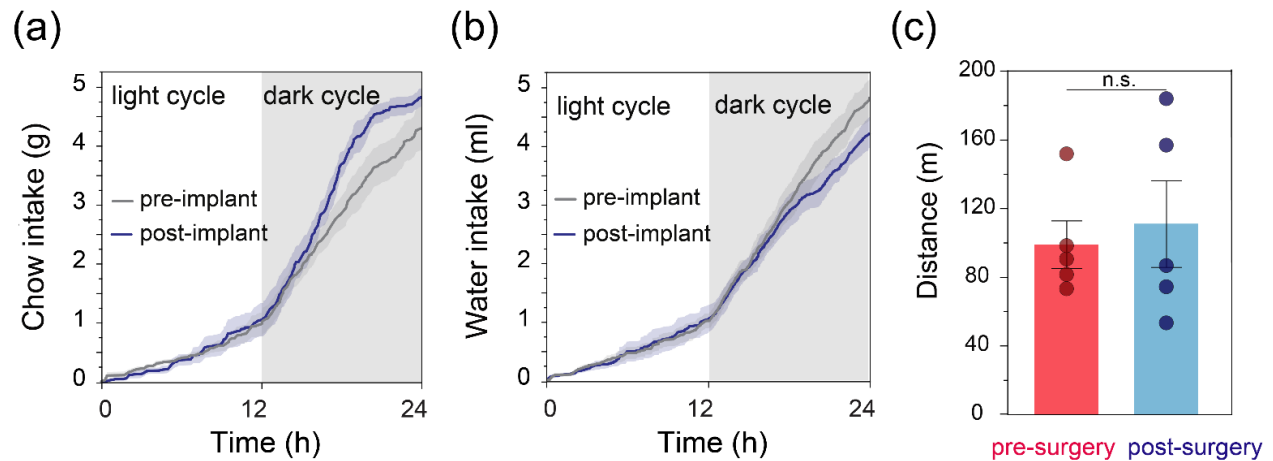 (a)
Chow intake (g)
5
4
3
2
1
0
light cycle
dark cycle
pre-implant
post-implant
0
12
24
Time (h)
(b)
Water intake (ml)
5
4
3
2
1
0
light cycle
dark cycle
pre-implant
post-implant
0
12
24
Time (h)
(c)
Distance (m)
200
160
120
80
40
0
n.s.
pre-surgery
post-surgery